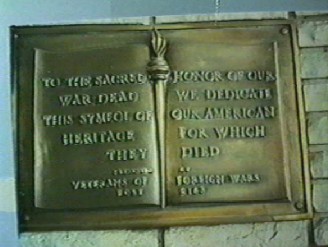 TO THE SACRED HONOR OF OUR
WAR DEAD WE DEDICATE
THIS SYMBOL OF OUR AMERICAN
HERITAGE FOR WHICH
THEY DIED
VETERANS OF FOREIGN WARS
POST